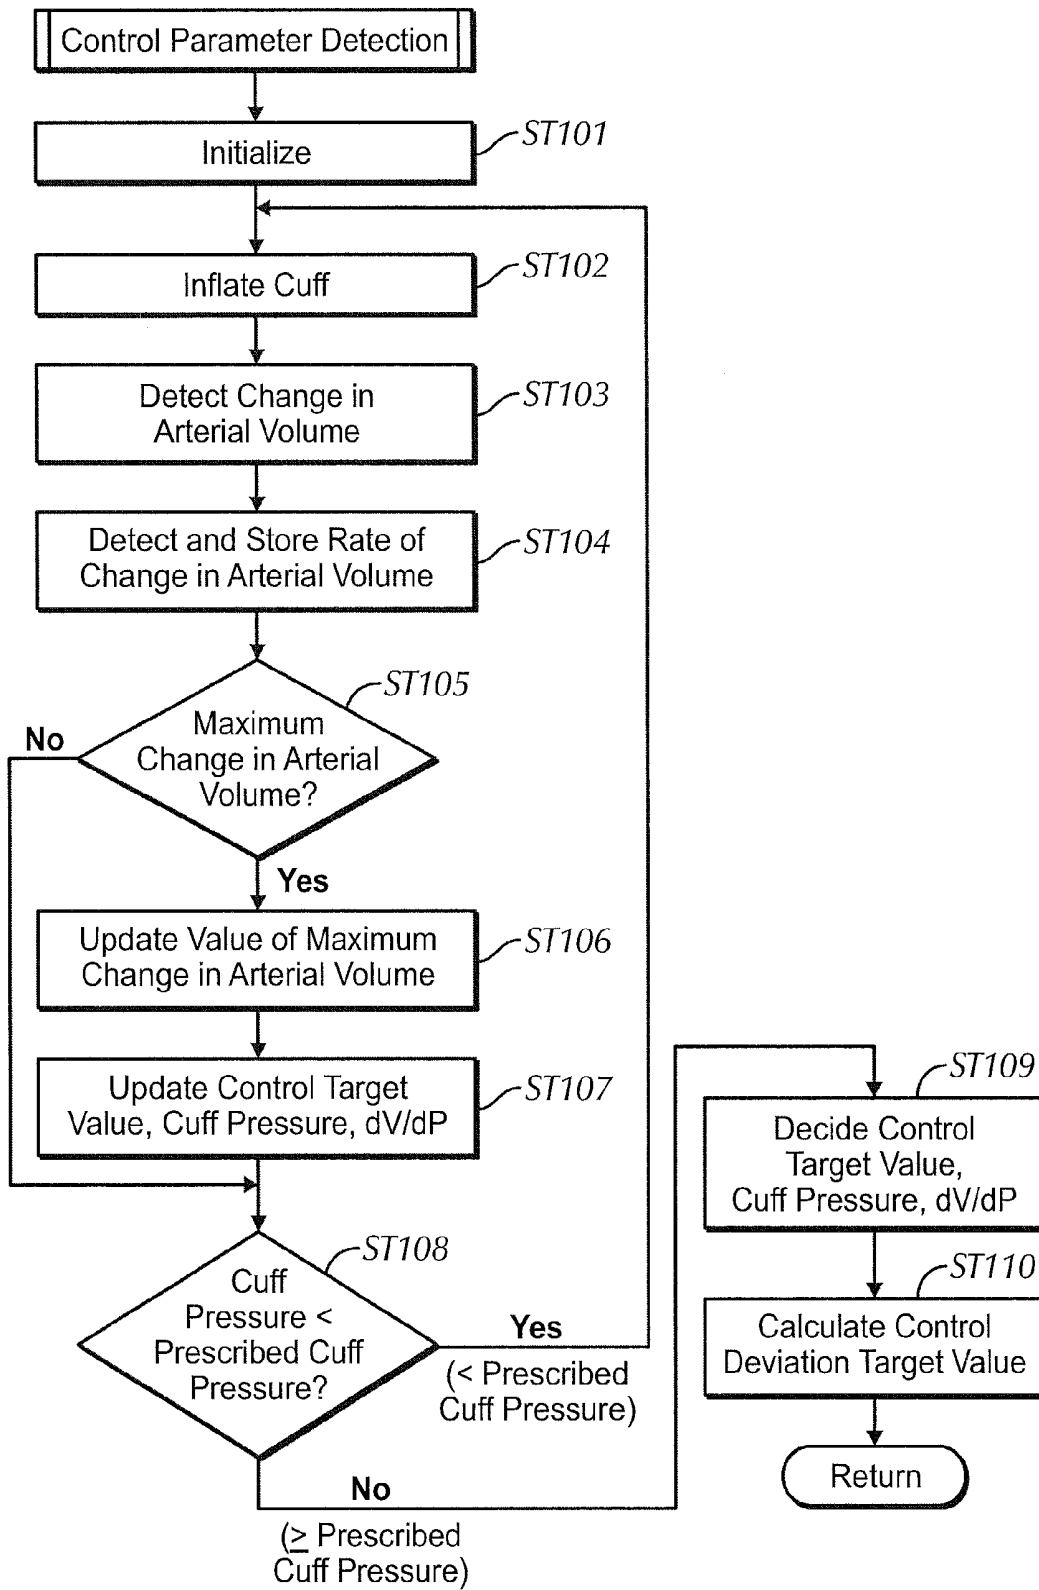 Control Parameter Detection
Initialize
ST101
Inflate Cuff
ST102
Detect Change in
Arterial Volume
ST103
Detect and Store Rate of
Change in Arterial Volume
ST104
Maximum
Change in Arterial
Volume?
ST105
No
Yes
Update Value of Maximum
Change in Arterial Volume
ST106
Update Control Target
Value, Cuff Pressure, dV/dP
ST107
Cuff
Pressure <
Prescribed Cuff
Pressure?
ST108
Yes
(< Prescribed
Cuff Pressure)
No
(≥ Prescribed
Cuff Pressure)
ST109
Decide Control
Target Value,
Cuff Pressure, dV/dP
ST110
Calculate Control
Deviation Target Value
Return